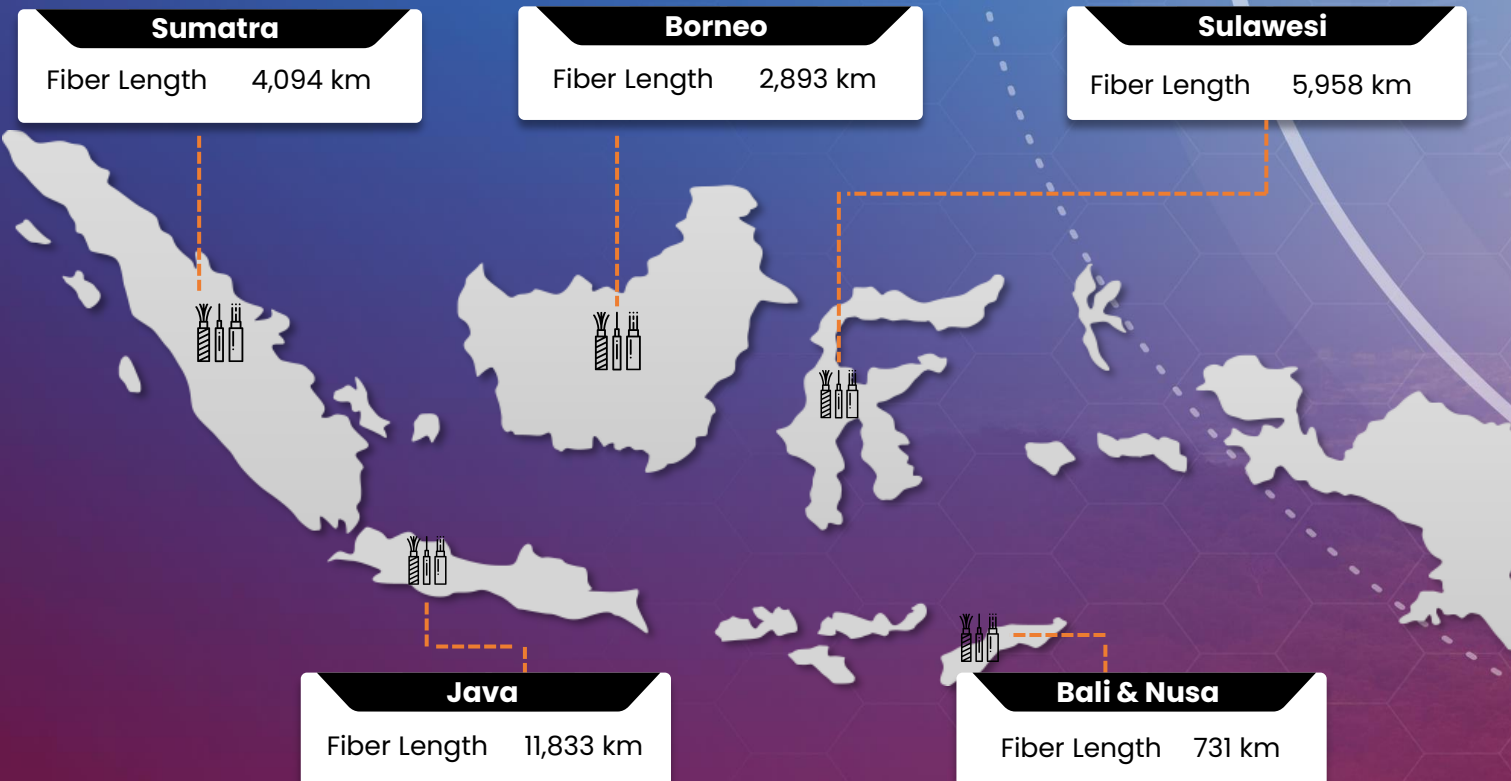 Sumatra
Fiber Length 4,094 km
Borneo
Fiber Length 2,893 km
Sulawesi
Fiber Length 5,958 km
Java
Fiber Length 11,833 km
Bali & Nusa
Fiber Length 731 km